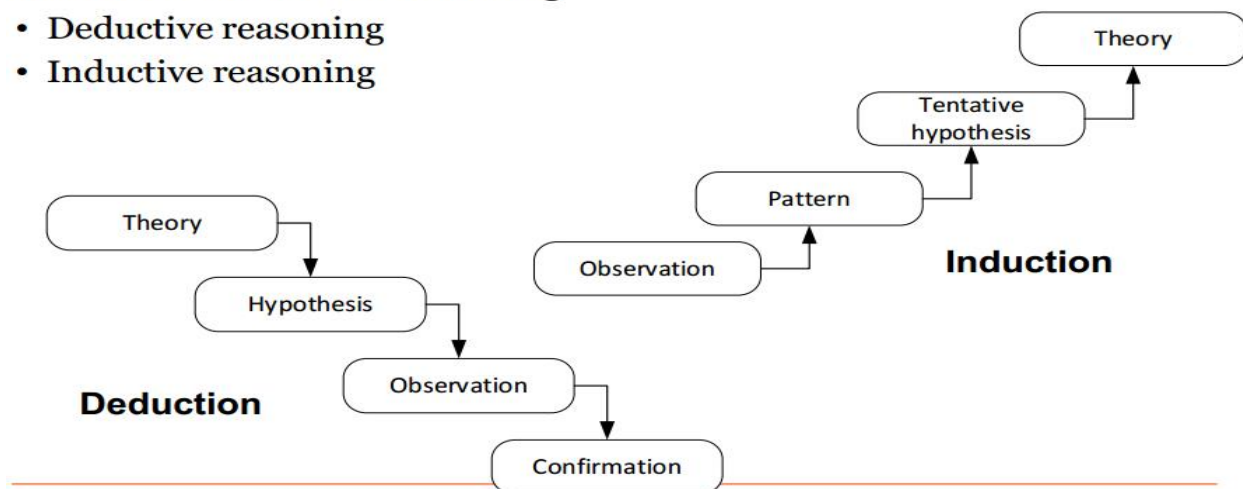 • Deductive reasoning
• Inductive reasoning
Theory
Hypothesis
Observation
Confirmation
Deduction
Observation
Pattern
Tentative
hypothesis
Theory
Induction